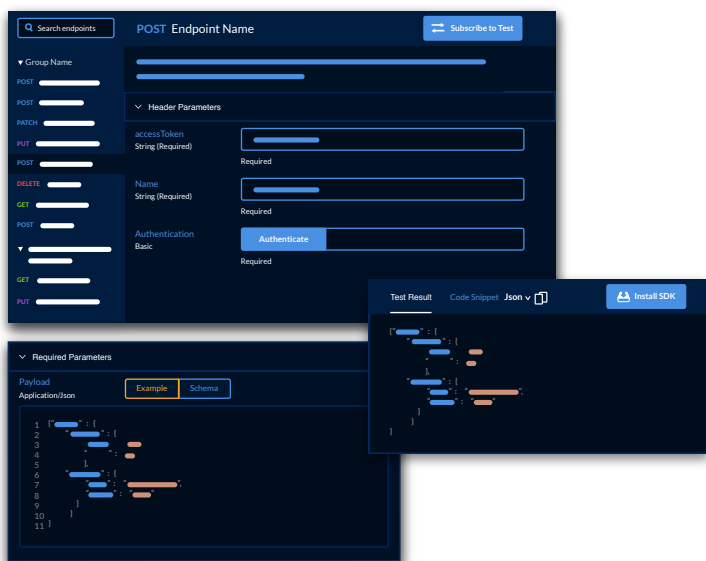 Search endpoints
POST Endpoint Name
Subscribe to Test
▼ Group Name
POST
POST
PATCH
PUT
POST
DELETE
GET
POST
GET
PUT
Header Parameters
accessToken
String (Required)
Required
Name
String (Required)
Required
Authentication
Basic
Authenticate
Required
Test Result
Code Snippet
Json
Install SDK
{" " : {
" " : {
" " :
},
" " : {
" " : " ",
" " : " "
}
}
}
Required Parameters
Payload
Application/Json
Example
Schema
1 {" " : {
2 " " : {
3
4 " " :
5 },
6 " " : {
7 " " : " ",
8 " " : " "
9 }
10 }
11 }